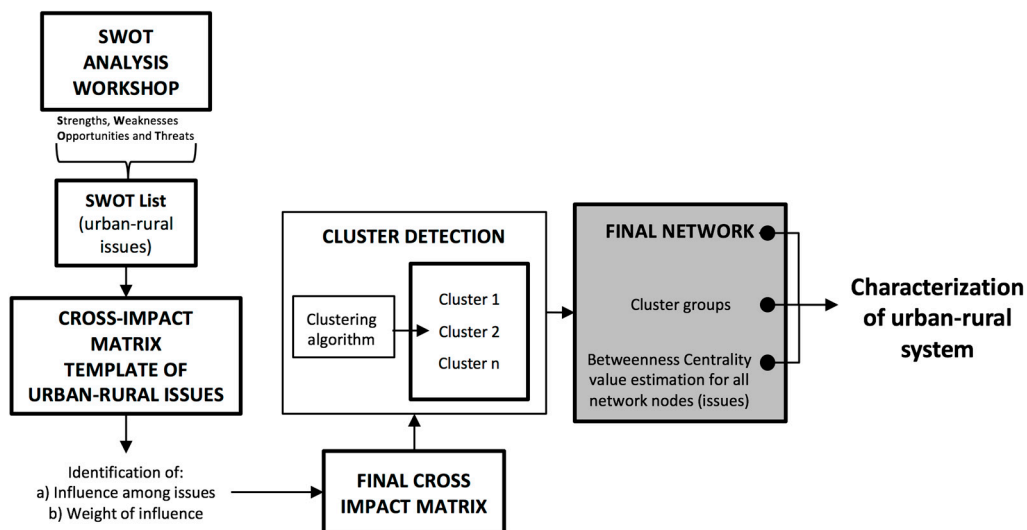 SWOT
ANALYSIS
WORKSHOP
Strengths, Weaknesses
Opportunities and Threats
SWOT List
(urban-rural
issues)
CROSS-IMPACT
MATRIX
TEMPLATE OF
URBAN-RURAL ISSUES
Identification of:
a) Influence among issues
b) Weight of influence
FINAL CROSS
IMPACT MATRIX
CLUSTER DETECTION
Clustering
algorithm
Cluster 1
Cluster 2
Cluster n
FINAL NETWORK
Cluster groups
Betweenness Centrality
value estimation for all
network nodes (issues)
Characterization
of urban-rural
system